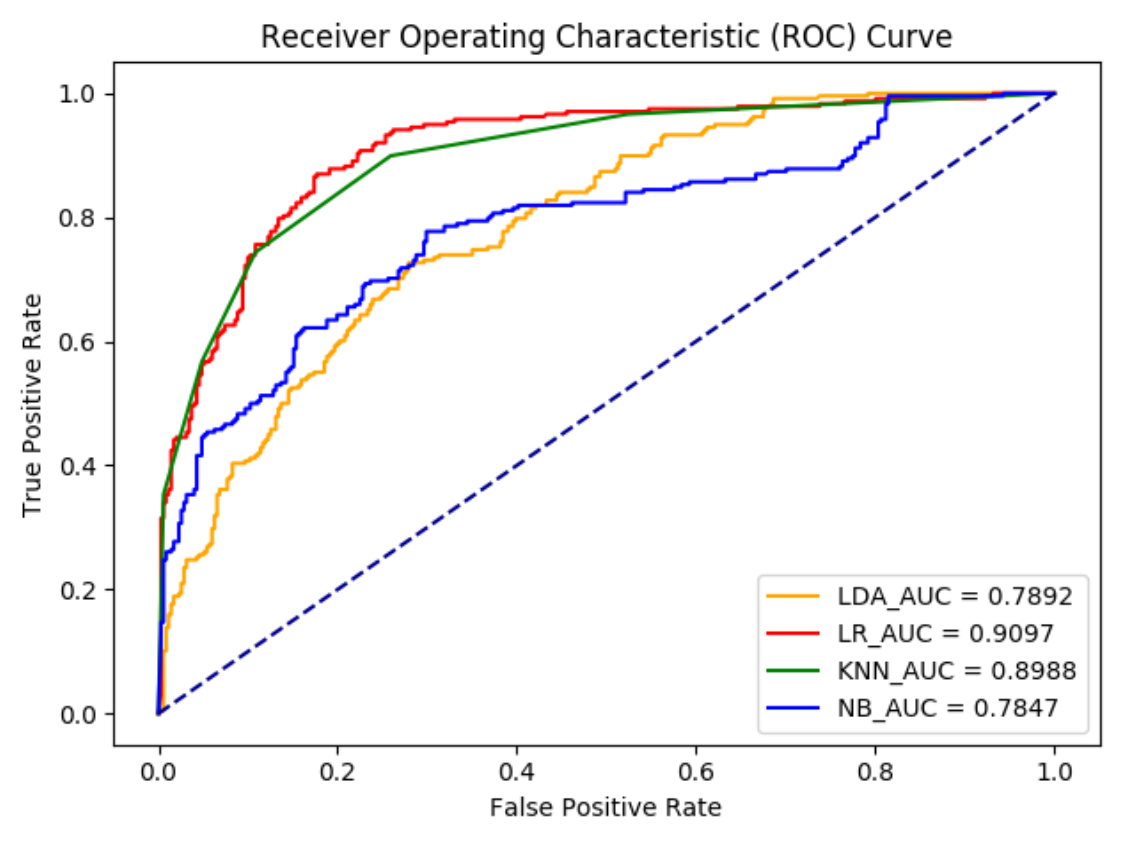 Receiver Operating Characteristic (ROC) Curve
True Positive Rate
1.0
0.8
0.6
0.4
0.2
0.0
LDA_AUC = 0.7892
LR_AUC = 0.9097
KNN_AUC = 0.8988
NB_AUC = 0.7847
0.0 0.2 0.4 0.6 0.8 1.0
False Positive Rate